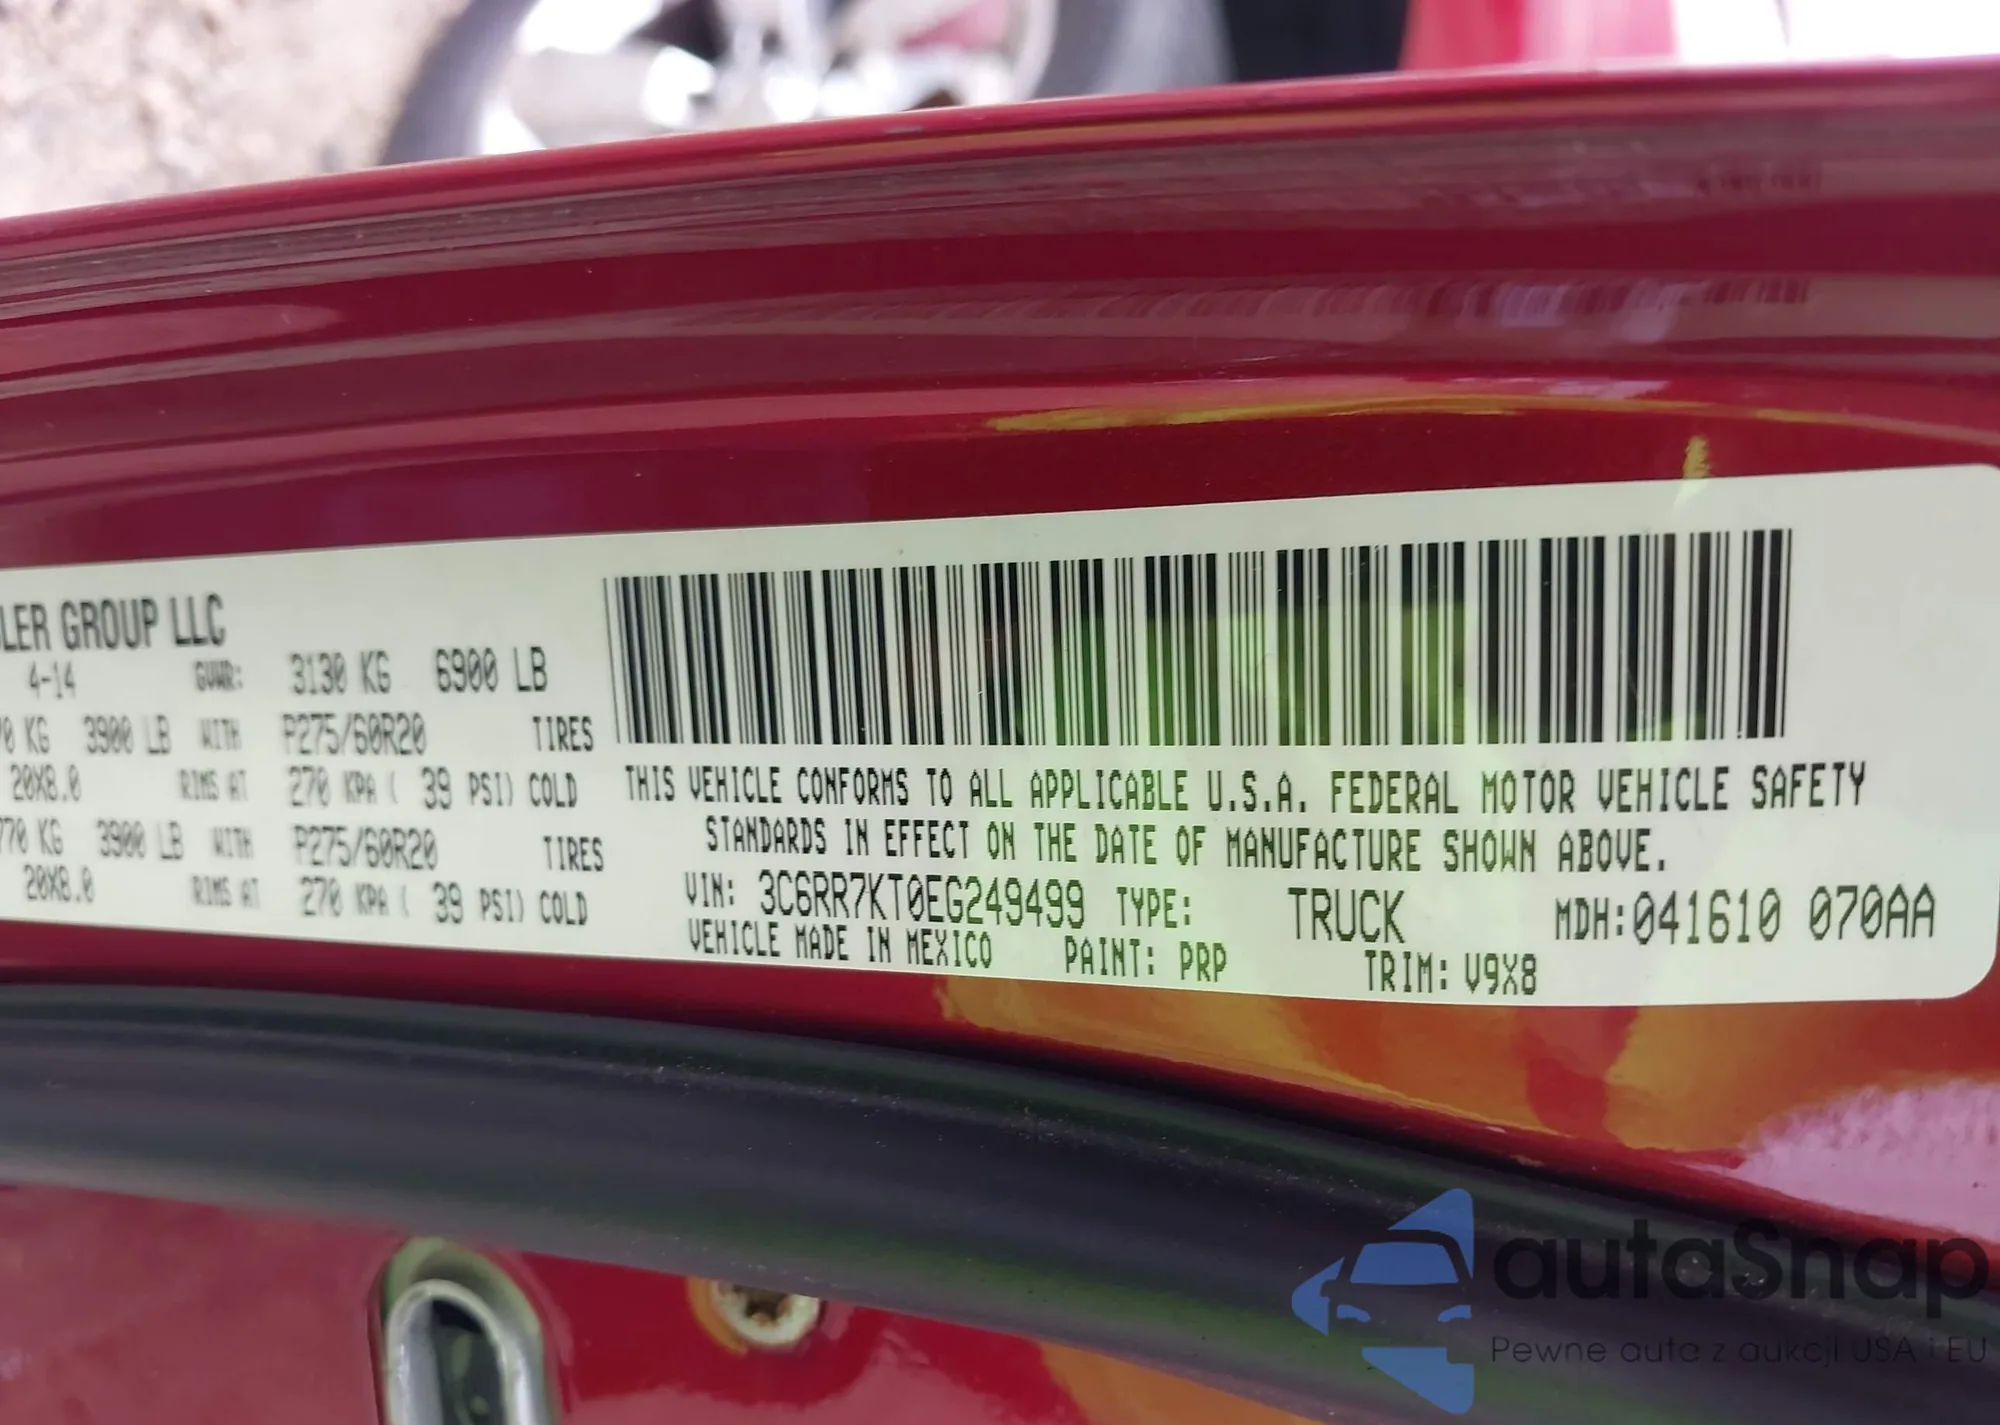 LER GROUP LLC
4-14 GVWR: 3130 KG 6900 LB
70 KG 3900 LB WITH P275/60R20 TIRES
20X8.0 RIMS AT 270 KPA ( 39 PSI) COLD
770 KG 3900 LB WITH P275/60R20 TIRES
20X8.0 RIMS AT 270 KPA ( 39 PSI) COLD
THIS VEHICLE CONFORMS TO ALL APPLICABLE U.S.A. FEDERAL MOTOR VEHICLE SAFETY
STANDARDS IN EFFECT ON THE DATE OF MANUFACTURE SHOWN ABOVE.
VIN: 3C6RR7KT0EG249499 TYPE: TRUCK MDH:041610 070AA
VEHICLE MADE IN MEXICO PAINT: PRP TRIM: V9X8
autaSnap
Pewne auta z aukcji USA i EU